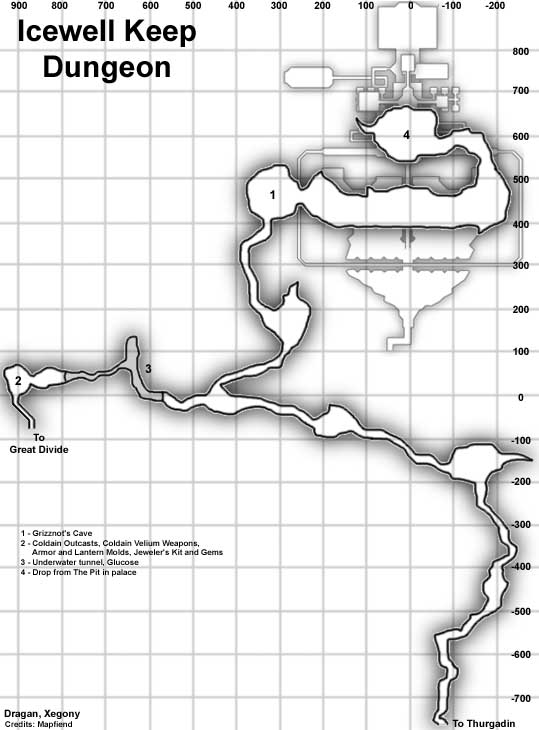 900 800 700 600 500 400 300 200 100 0 -100 -200
Icewell Keep
Dungeon
800
700
600
500
400
300
200
100
0
-100
-200
-300
-400
-500
-600
-700
4
1
2
3
To
Great Divide
1 - Grizznot's Cave
2 - Coldain Outcasts, Coldain Velium Weapons,
Armor and Lantern Molds, Jeweler's Kit and Gems
3 - Underwater tunnel, Glucose
4 - Drop from The Pit in palace
Dragan, Xegony
Credits: Mapfiend
To Thurgadin